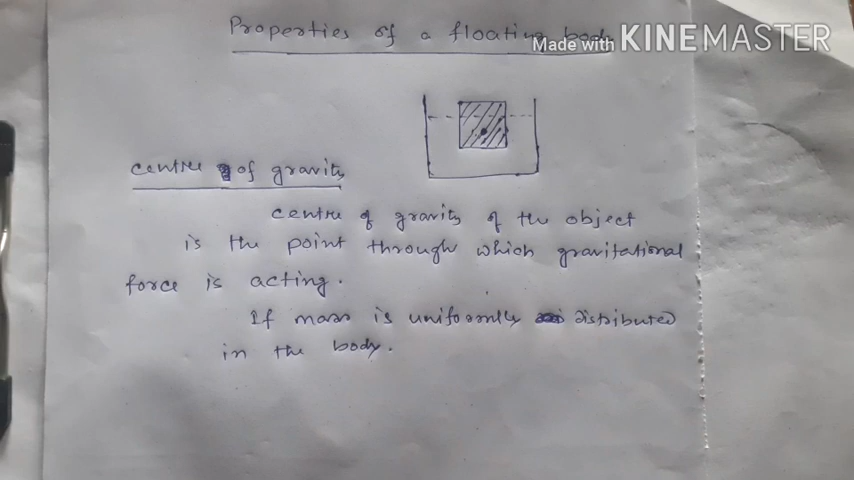 Properties of a floating body
Made with KINEMASTER
centre of gravity
centre of gravity of the object
is the point through which gravitational
force is acting.
If mass is uniformly distributed
in the body.